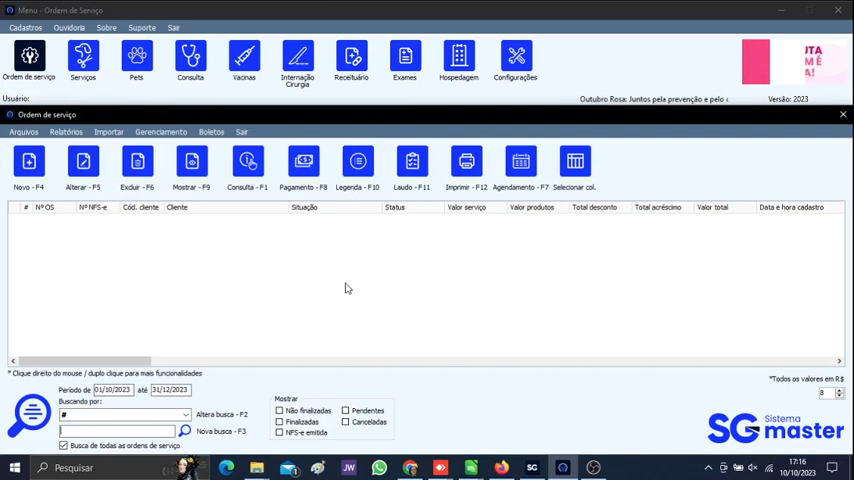 Menu - Ordem de Serviço
Cadastros Ouvidoria Sobre Suporte Sair
Ordem de serviço Serviços Pets Consulta Vacinas Internação Cirurgia Receituário Exames Hospedagem Configurações
UTA
MÊ
A!
Usuário: Outubro Rosa: Juntos pela prevenção e pelo c Versão: 2023
Ordem de serviço
Arquivos Relatórios Importar Gerenciamento Boletos Sair
Novo - F4 Alterar - F5 Excluir - F6 Mostrar - F9 Consulta - F1 Pagamento - F8 Legenda - F10 Laudo - F11 Imprimir - F12 Agendamento - F7 Selecionar col.
# Nº OS Nº NFS-e Cód. cliente Cliente Situação Status Valor serviço Valor produtos Total desconto Total acréscimo Valor total Data e hora cadastro
* Clique direito do mouse / duplo clique para mais funcionalidades
*Todos os valores em R$
Período de 01/10/2023 até 31/12/2023
8
Buscando por:
# Altera busca - F2
Nova busca - F3
Busca de todas as ordens de serviço
Mostrar
Não finalizadas Pendentes
Finalizadas Canceladas
NFS-e emitida
SG Sistema master
Pesquisar
JW
SG
17:16
10/10/2023